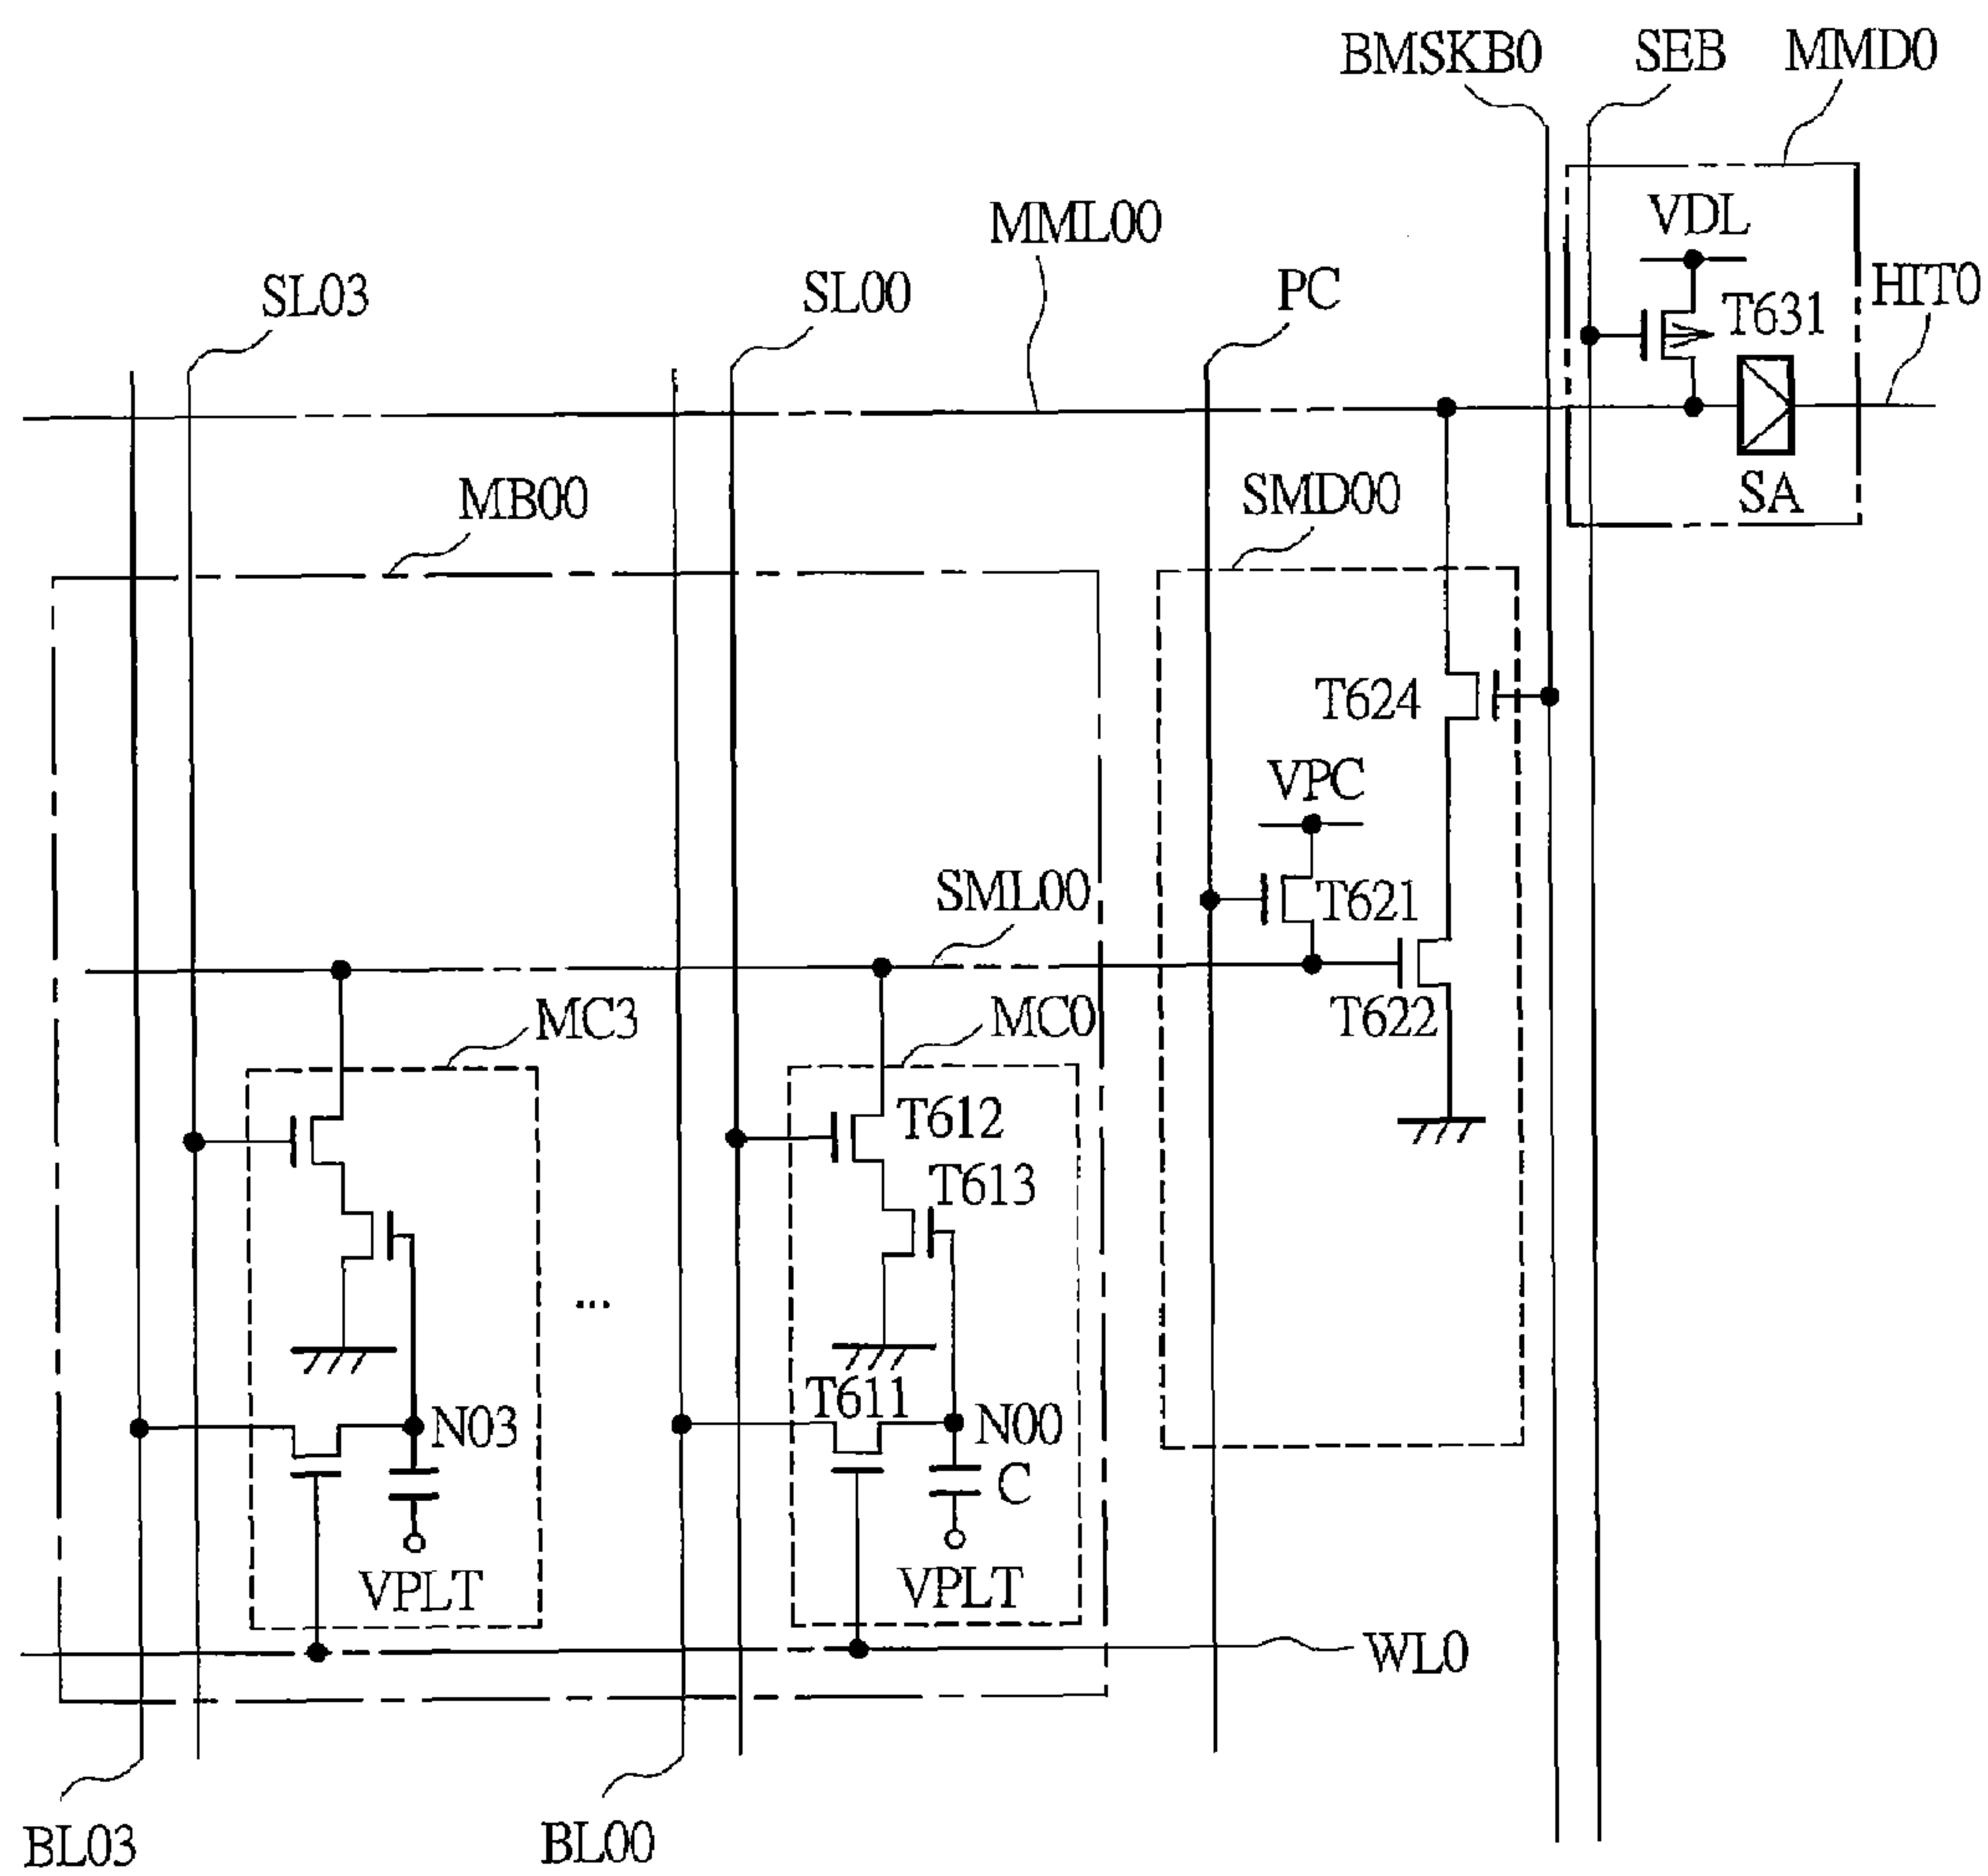 BMSKB0 SEB MMD0
MML00
VDL
SL03 SL00 PC HIT0
T631
MB00 SMD00 SA
T624
VPC
SML00 T621
MC3 MC0 T622
T612
T613
T611
N03 N00
C
VPLT VPLT
WL0
BL03 BL00
...